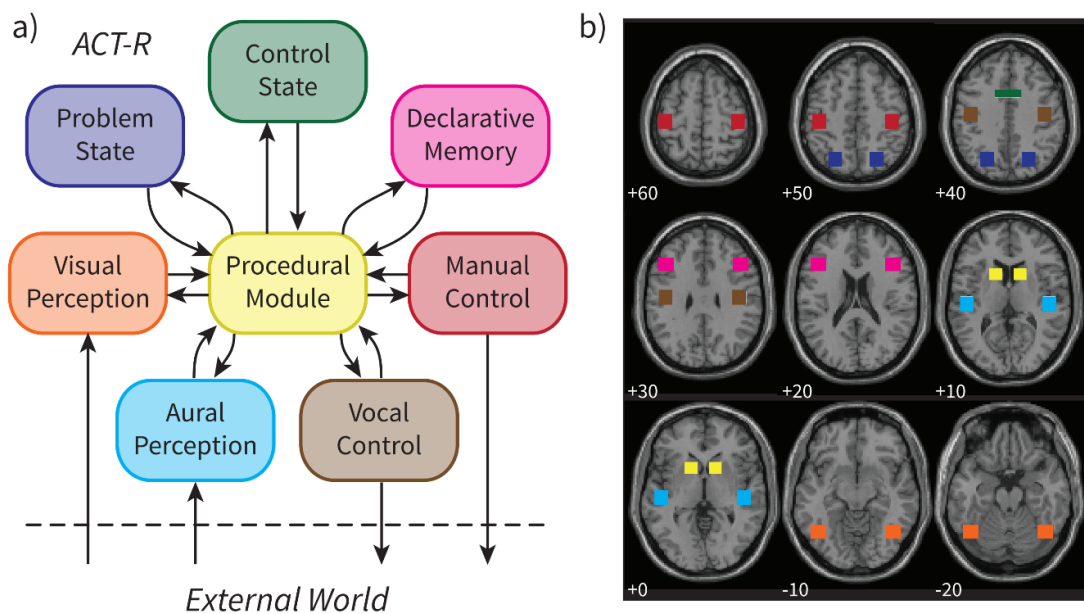 a)
ACT-R
Control
State
Problem
State
Declarative
Memory
Visual
Perception
Procedural
Module
Manual
Control
Aural
Perception
Vocal
Control
External World
b)
+60
+50
+40
+30
+20
+10
+0
-10
-20